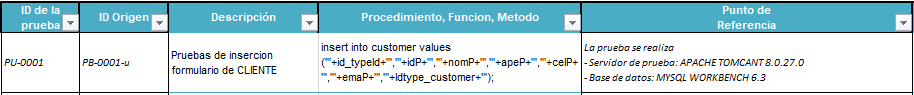 ID de la prueba
ID Origen
Descripción
Procedimiento, Funcion, Metodo
Punto de Referencia
PU-0001
PB-0001-u
Pruebas de insercion
formulario de CLIENTE
insert into customer values
('"+id_typeId+"','"+idP+"','"+nomP+"','"+apeP+"','"+celP+
"','"+emaP+"','"+Idtype_customer+"');
La prueba se realiza
- Servidor de prueba: APACHE TOMCANT 8.0.27.0
- Base de datos: MYSQL WORKBENCH 6.3